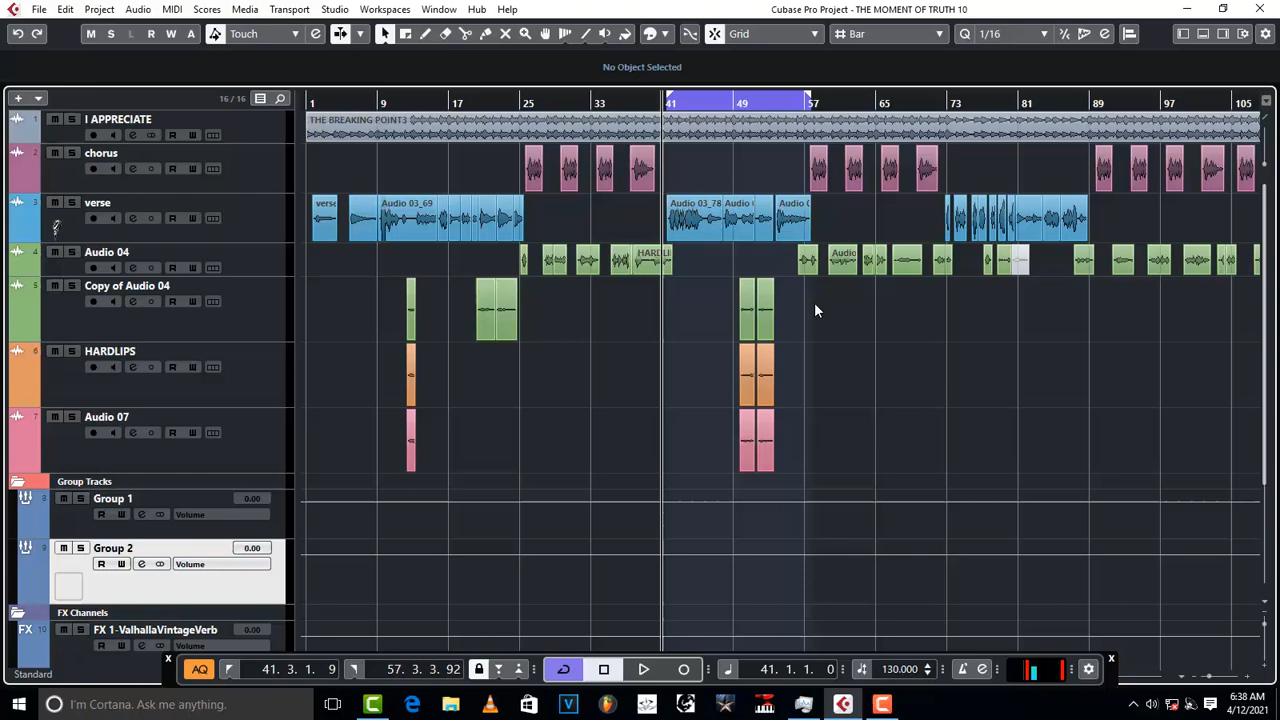 File Edit Project Audio MIDI Scores Media Transport Studio Workspaces Window Hub Help
Cubase Pro Project - THE MOMENT OF TRUTH 10
M S L R W A Touch Grid Bar Q 1/16
No Object Selected
16 / 16 1 9 17 25 33 41 49 57 65 73 81 89 97 105
1 M S I APPRECIATE THE BREAKING POINT3
R W
2 M S chorus
R W
3 M S verse verse Audio 03_69 Audio 03_78
R W
4 M S Audio 04 HARDLI Audio
R W
5 M S Copy of Audio 04
R W
6 M S HARDLIPS
R W
7 M S Audio 07
R W
Group Tracks
8 M S Group 1 0.00
R W Volume
9 M S Group 2 0.00
R W Volume
FX Channels
FX 10 M S FX 1-ValhallaVintageVerb
R W
Standard
AQ 41. 3. 1. 9 57. 3. 3. 92 41. 1. 1. 0 130.000
I'm Cortana. Ask me anything.
6:38 AM
4/12/2021